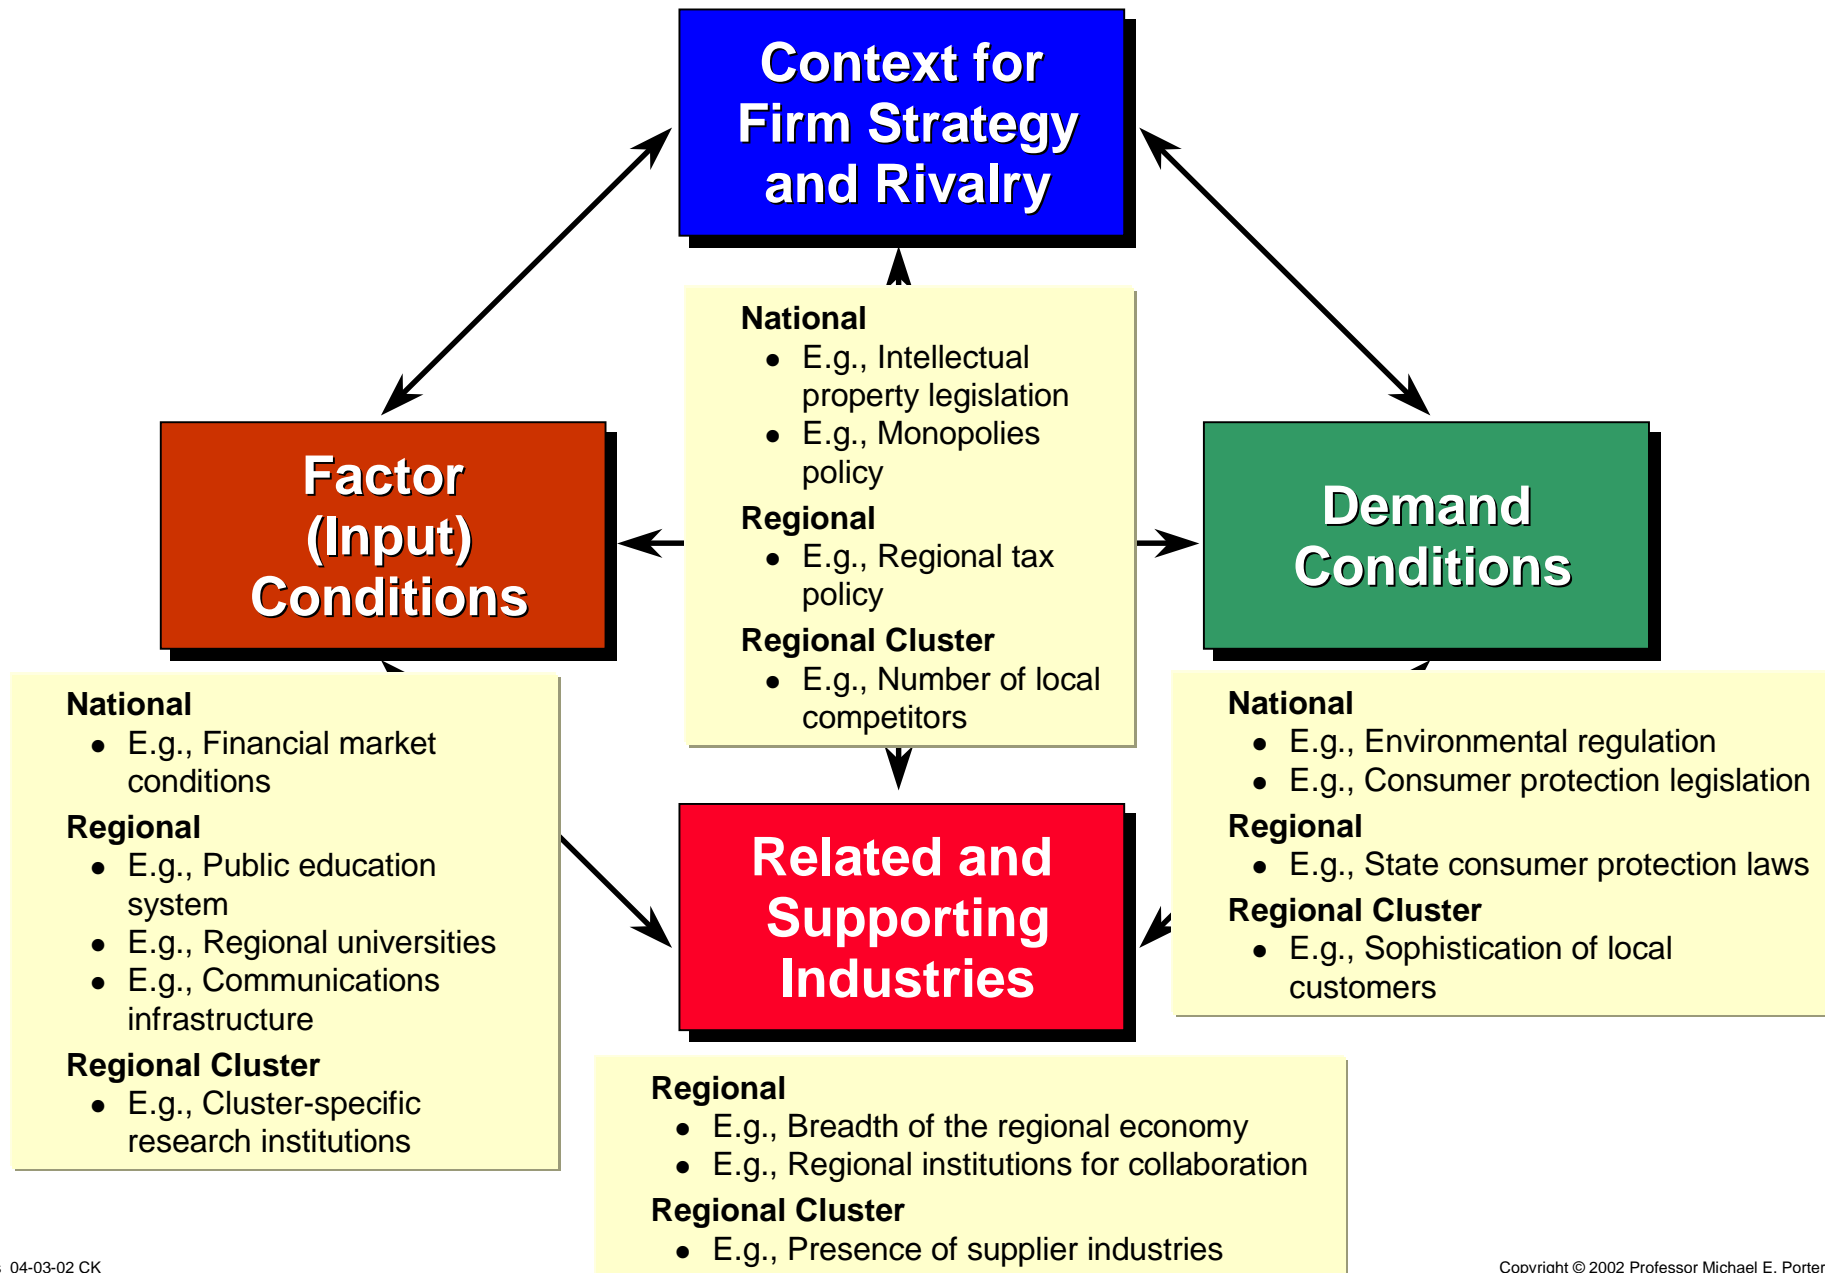 Context for
Firm Strategy
and Rivalry
National
● E.g., Intellectual
property legislation
● E.g., Monopolies
policy
Regional
● E.g., Regional tax
policy
Regional Cluster
● E.g., Number of local
competitors
Factor
(Input)
Conditions
National
● E.g., Financial market
conditions
Regional
● E.g., Public education
system
● E.g., Regional universities
● E.g., Communications
infrastructure
Regional Cluster
● E.g., Cluster-specific
research institutions
Demand
Conditions
National
● E.g., Environmental regulation
● E.g., Consumer protection legislation
Regional
● E.g., State consumer protection laws
Regional Cluster
● E.g., Sophistication of local
customers
Related and
Supporting
Industries
Regional
● E.g., Breadth of the regional economy
● E.g., Regional institutions for collaboration
Regional Cluster
● E.g., Presence of supplier industries
04-03-02 CK
Copyright © 2002 Professor Michael E. Porter